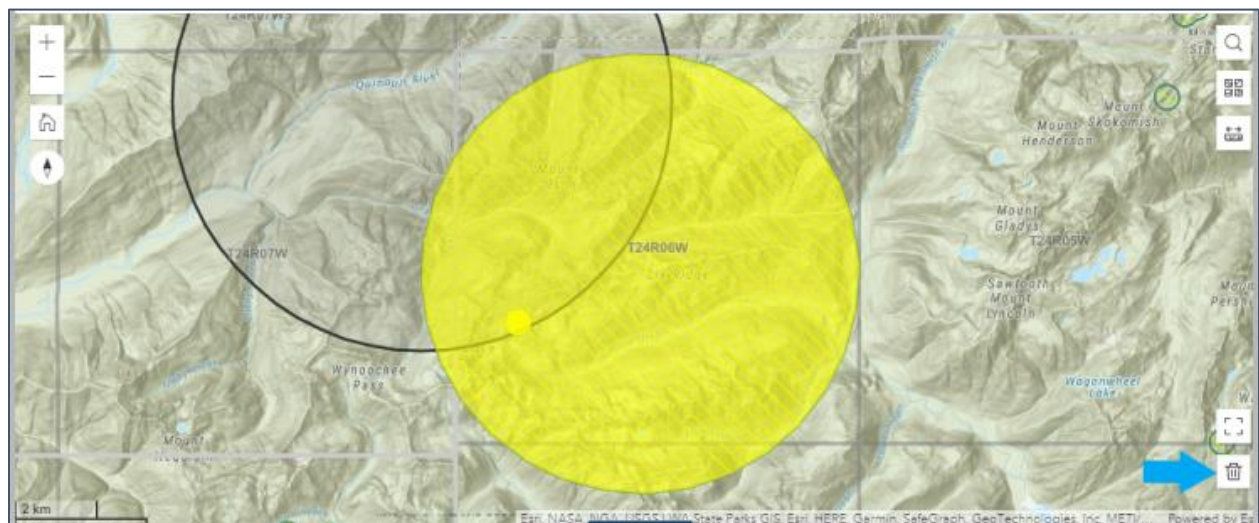 T24R07W
Quinault River
Mount
Skokomish
Mount
Henderson
Mount
Gladys
T24R06W
T24R05W
T24R07W
Sawtooth
Mount
Lincoln
Wynoochee
Pass
Wagonwheel
Lake
Mount
2 km
Esri, NASA, NGA, USGS | WA State Parks GIS, Esri, HERE, Garmin, SafeGraph, GeoTechnologies, Inc, METI/
Powered by